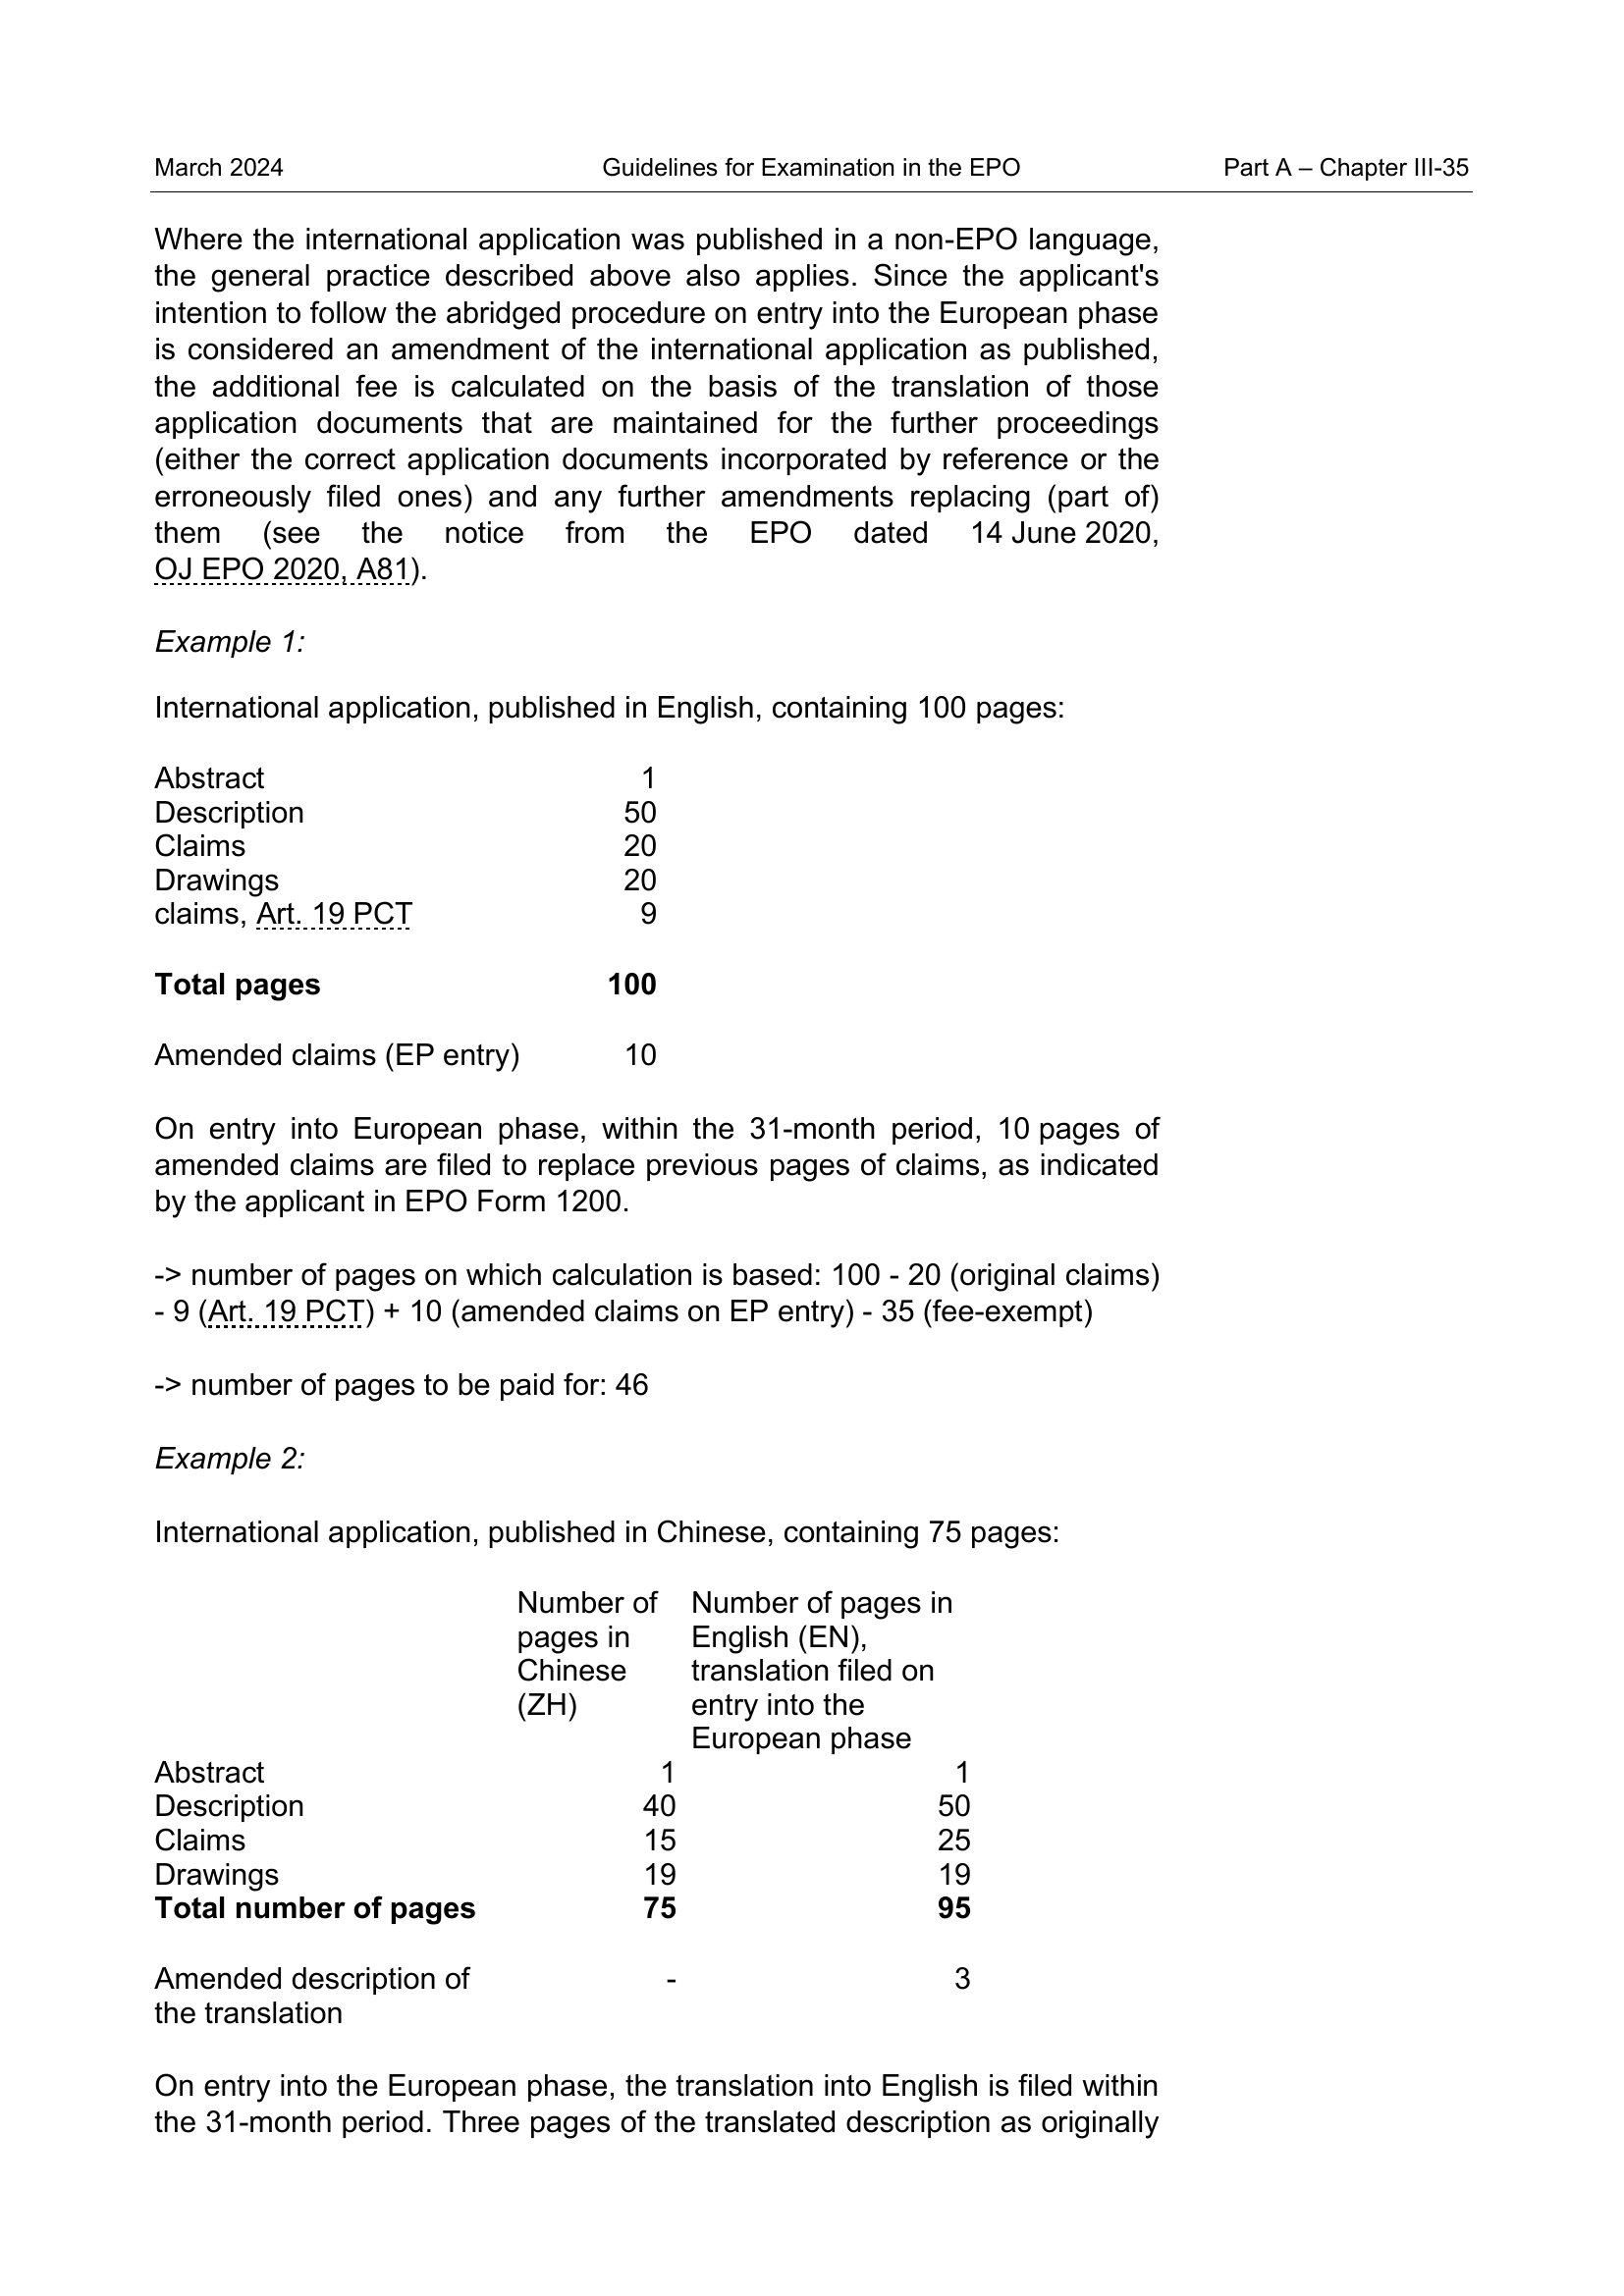 March 2024 Guidelines for Examination in the EPO Part A – Chapter III-35
Where the international application was published in a non-EPO language,
the general practice described above also applies. Since the applicant's
intention to follow the abridged procedure on entry into the European phase
is considered an amendment of the international application as published,
the additional fee is calculated on the basis of the translation of those
application documents that are maintained for the further proceedings
(either the correct application documents incorporated by reference or the
erroneously filed ones) and any further amendments replacing (part of)
them (see the notice from the EPO dated 14 June 2020,
OJ EPO 2020, A81).
Example 1:
International application, published in English, containing 100 pages:
Abstract 1
Description 50
Claims 20
Drawings 20
claims, Art. 19 PCT 9
Total pages 100
Amended claims (EP entry) 10
On entry into European phase, within the 31-month period, 10 pages of
amended claims are filed to replace previous pages of claims, as indicated
by the applicant in EPO Form 1200.
-> number of pages on which calculation is based: 100 - 20 (original claims)
- 9 (Art. 19 PCT) + 10 (amended claims on EP entry) - 35 (fee-exempt)
-> number of pages to be paid for: 46
Example 2:
International application, published in Chinese, containing 75 pages:
Number of Number of pages in
pages in English (EN),
Chinese translation filed on
(ZH) entry into the
European phase
Abstract 1 1
Description 40 50
Claims 15 25
Drawings 19 19
Total number of pages 75 95
Amended description of - 3
the translation
On entry into the European phase, the translation into English is filed within
the 31-month period. Three pages of the translated description as originally